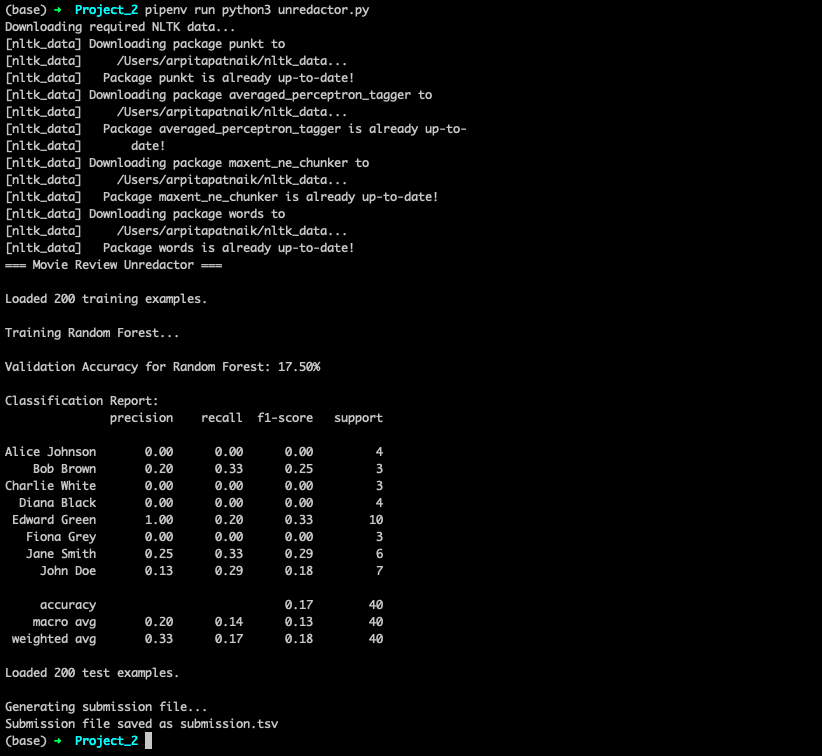 (base) → Project_2 pipenv run python3 unredactor.py
Downloading required NLTK data...
[nltk_data] Downloading package punkt to
[nltk_data]     /Users/arpitapatnaik/nltk_data...
[nltk_data]   Package punkt is already up-to-date!
[nltk_data] Downloading package averaged_perceptron_tagger to
[nltk_data]     /Users/arpitapatnaik/nltk_data...
[nltk_data]   Package averaged_perceptron_tagger is already up-to-
[nltk_data]       date!
[nltk_data] Downloading package maxent_ne_chunker to
[nltk_data]     /Users/arpitapatnaik/nltk_data...
[nltk_data]   Package maxent_ne_chunker is already up-to-date!
[nltk_data] Downloading package words to
[nltk_data]     /Users/arpitapatnaik/nltk_data...
[nltk_data]   Package words is already up-to-date!
=== Movie Review Unredactor ===
Loaded 200 training examples.
Training Random Forest...
Validation Accuracy for Random Forest: 17.50%
Classification Report:
               precision    recall  f1-score   support
Alice Johnson       0.00      0.00      0.00         4
    Bob Brown       0.20      0.33      0.25         3
Charlie White       0.00      0.00      0.00         3
  Diana Black       0.00      0.00      0.00         4
 Edward Green       1.00      0.20      0.33        10
   Fiona Grey       0.00      0.00      0.00         3
   Jane Smith       0.25      0.33      0.29         6
     John Doe       0.13      0.29      0.18         7
     accuracy                           0.17        40
    macro avg       0.20      0.14      0.13        40
 weighted avg       0.33      0.17      0.18        40
Loaded 200 test examples.
Generating submission file...
Submission file saved as submission.tsv
(base) → Project_2